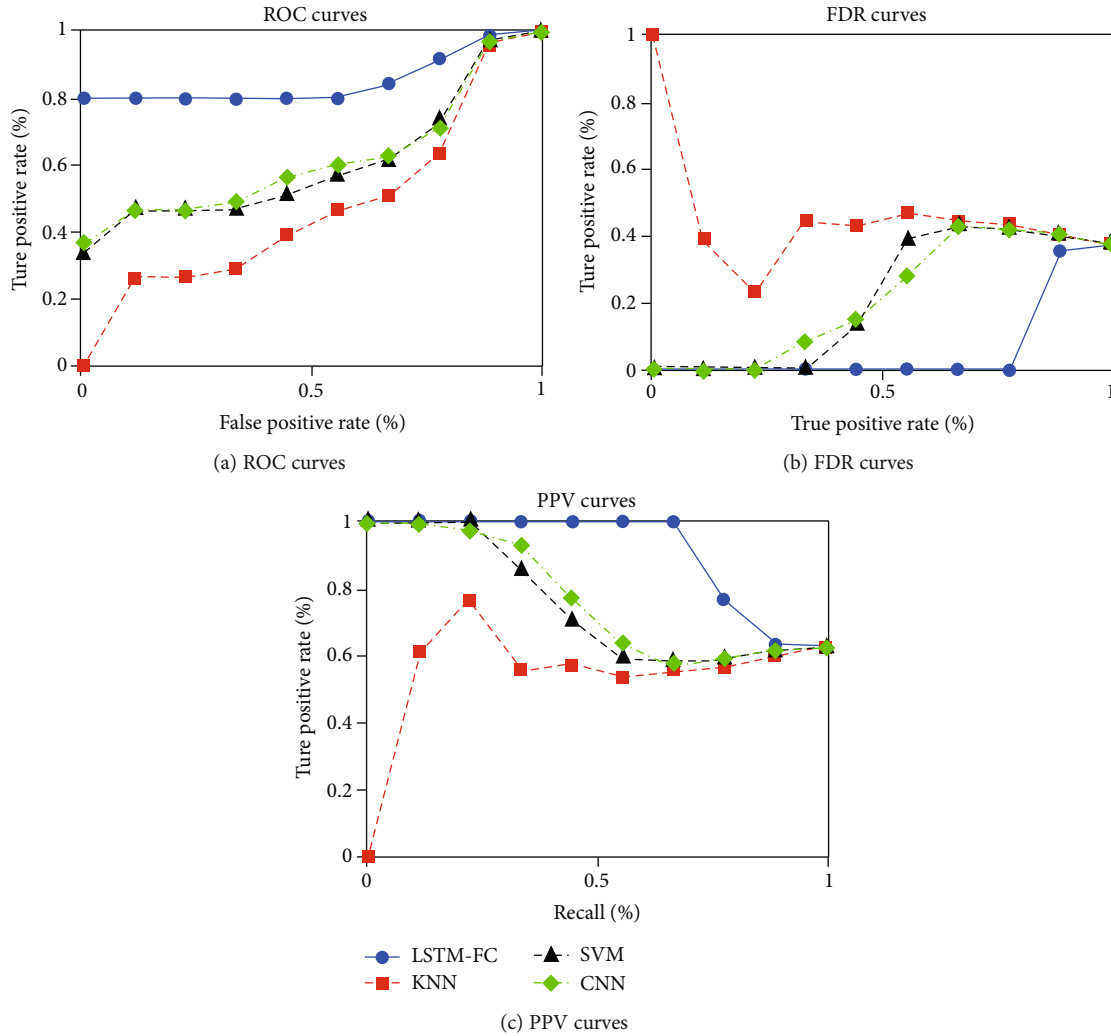 ROC curves
Ture positive rate (%)
1
0.8
0.6
0.4
0.2
0
0
0.5
1
False positive rate (%)
(a) ROC curves
FDR curves
Ture positive rate (%)
1
0.8
0.6
0.4
0.2
0
0
0.5
1
True positive rate (%)
(b) FDR curves
PPV curves
Ture positive rate (%)
1
0.8
0.6
0.4
0.2
0
0
0.5
1
Recall (%)
LSTM-FC
SVM
KNN
CNN
(c) PPV curves